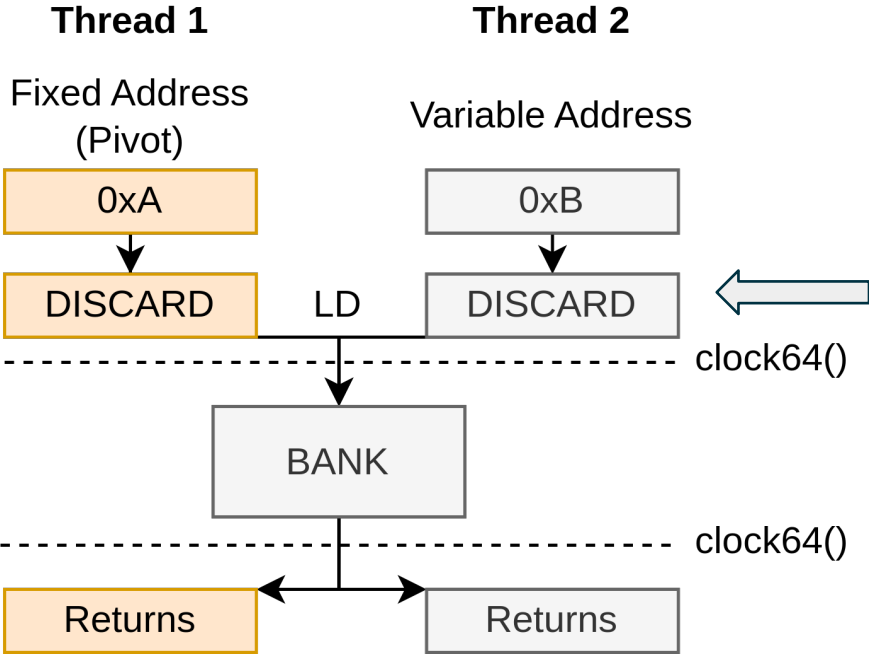 Thread 1
Thread 2
Fixed Address
(Pivot)
Variable Address
0xA
0xB
DISCARD
LD
DISCARD
clock64()
BANK
clock64()
Returns
Returns